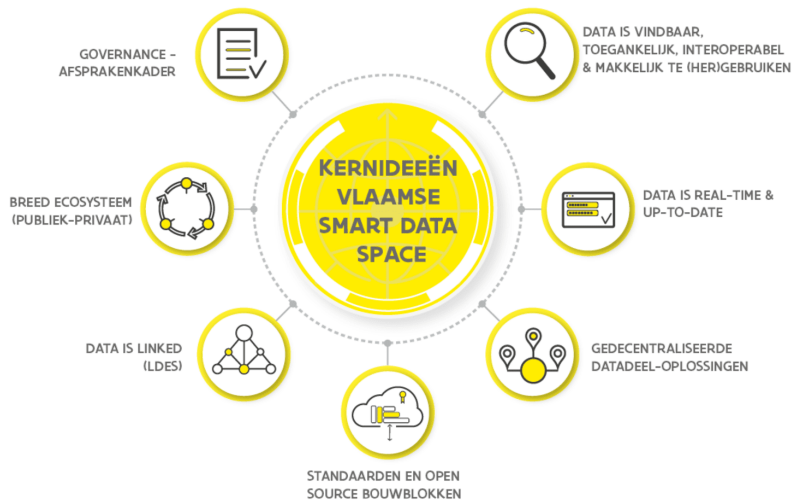 GOVERNANCE -
AFSPRAKENKADER
DATA IS VINDBAAR,
TOEGANKELIJK, INTEROPERABEL
& MAKKELIJK TE (HER)GEBRUIKEN
KERNIDEEËN
VLAAMSE
SMART DATA
SPACE
BREED ECOSYSTEEM
(PUBLIEK-PRIVAAT)
DATA IS REAL-TIME &
UP-TO-DATE
DATA IS LINKED
(LDES)
GEDECENTRALISEERDE
DATADEEL-OPLOSSINGEN
STANDAARDEN EN OPEN
SOURCE BOUWBLOKKEN